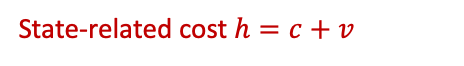 State-related cost h = c + v